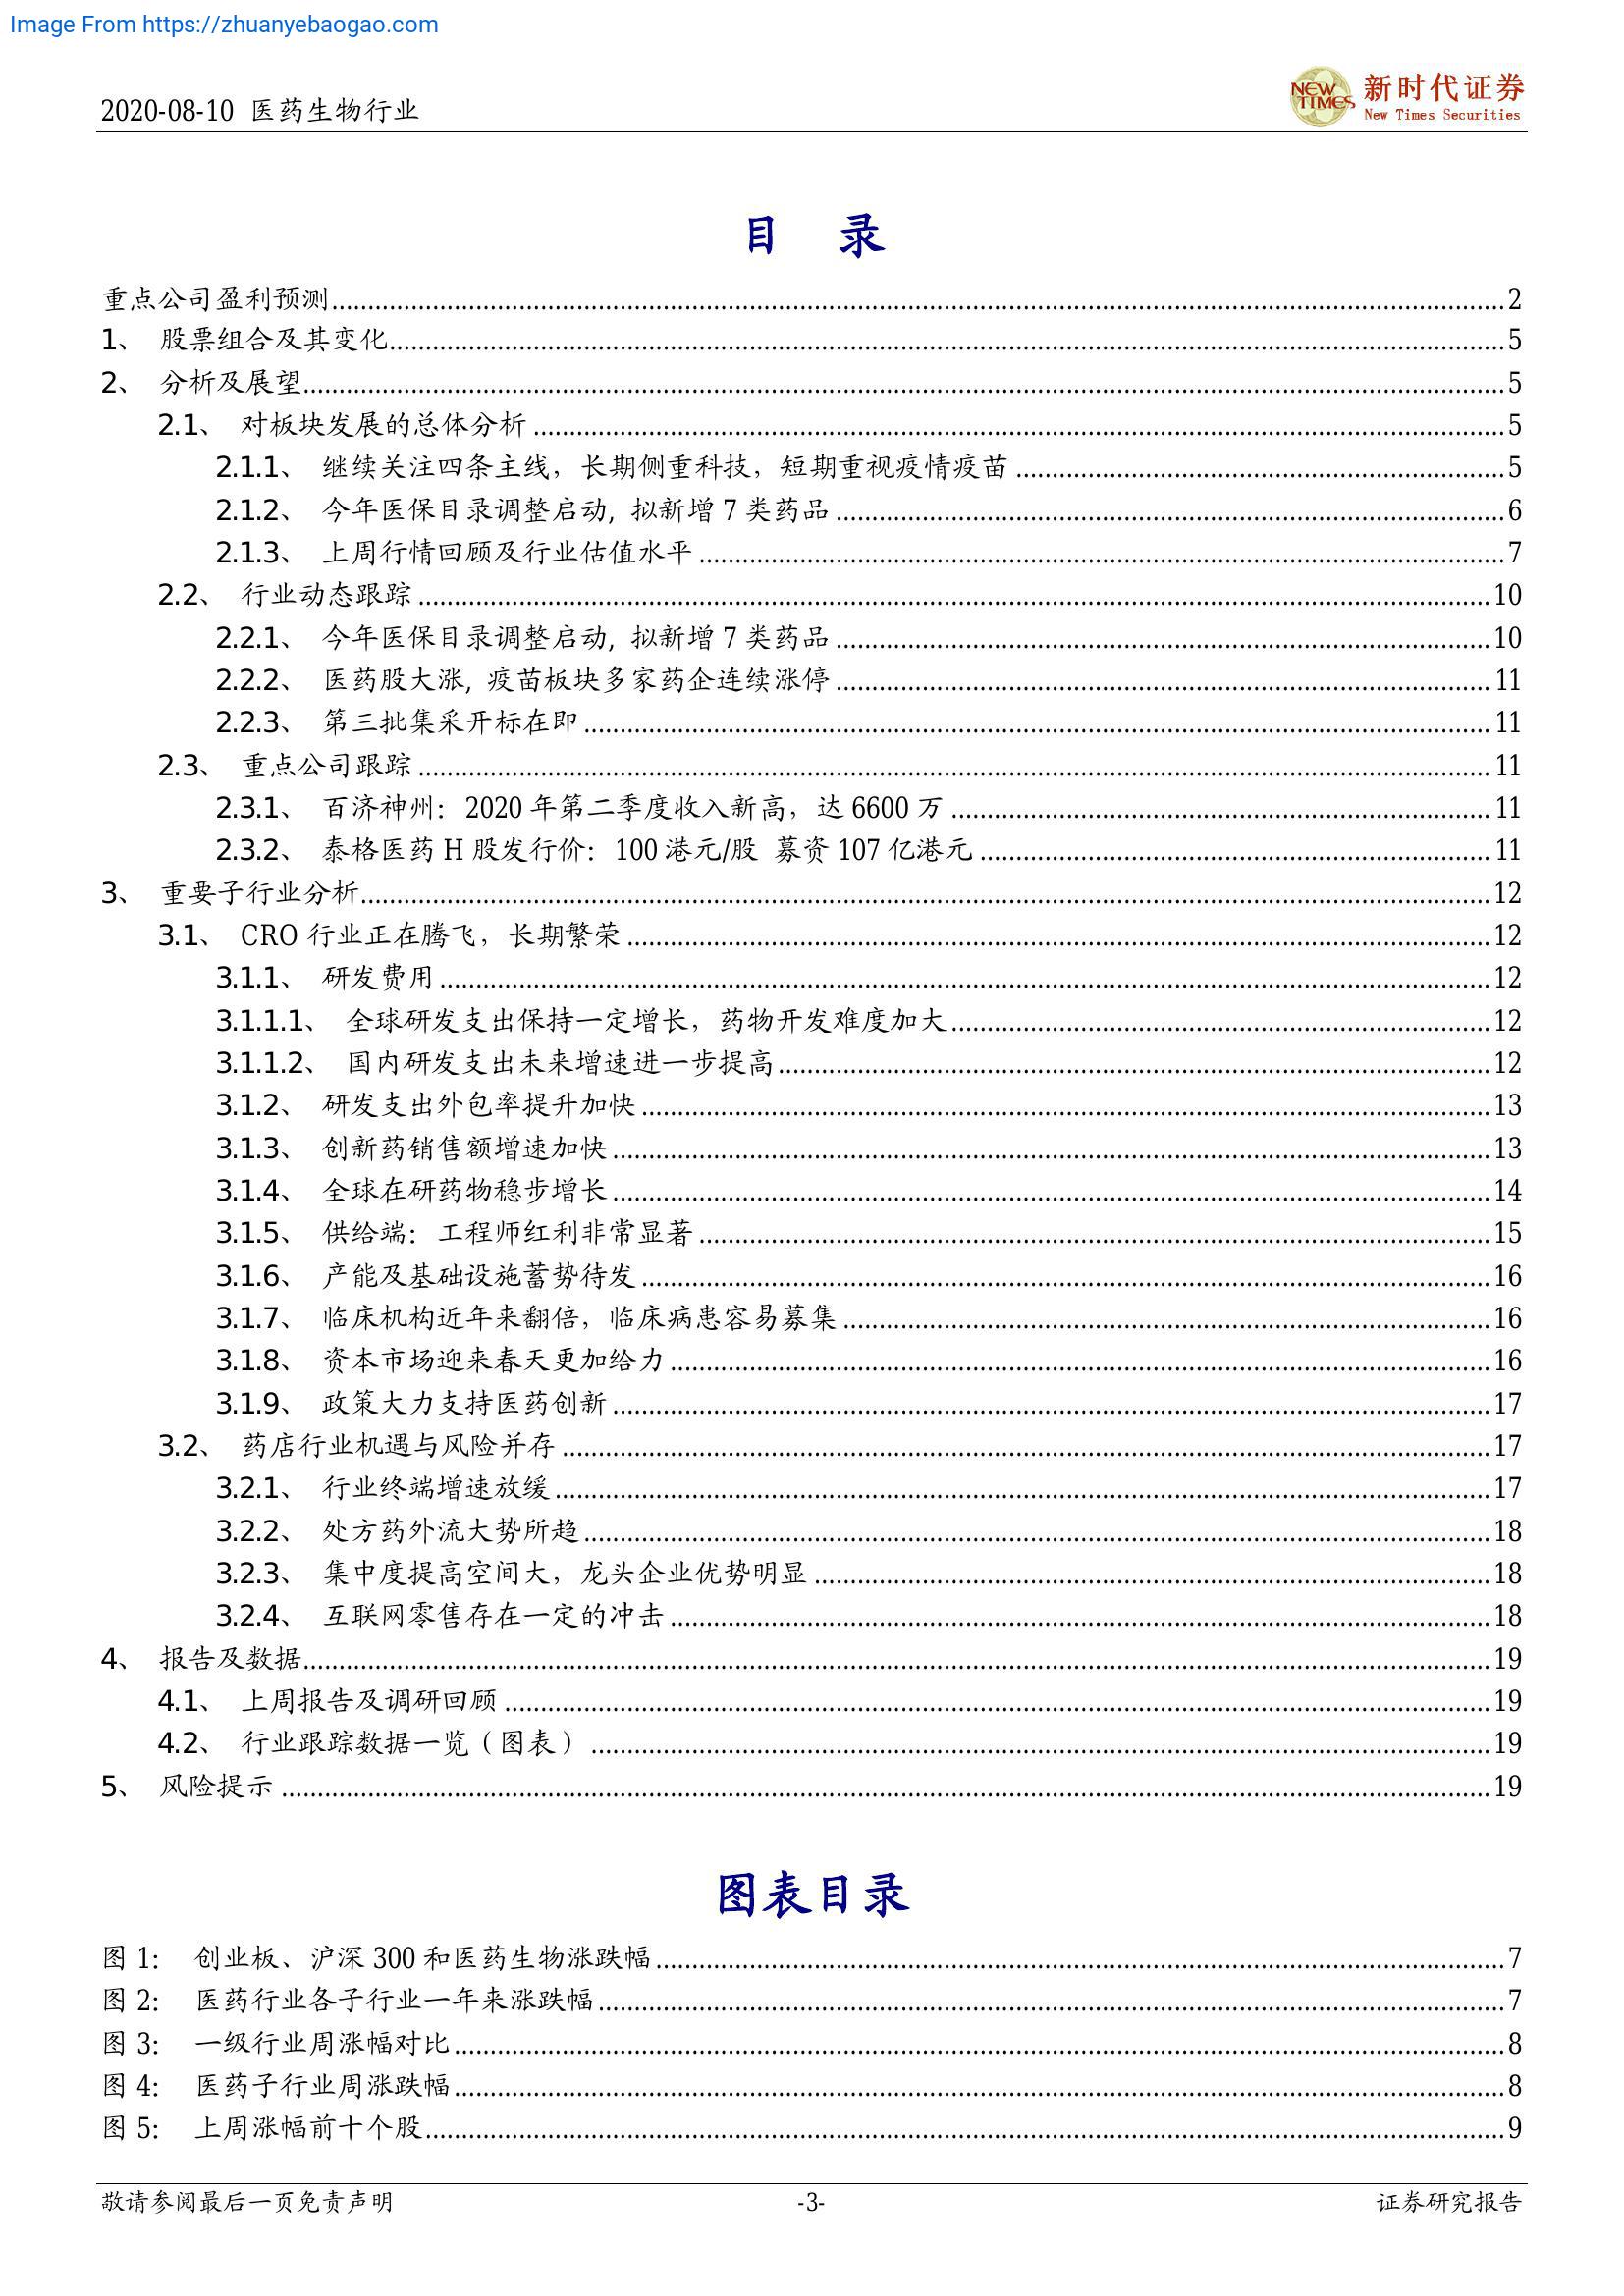 Image From https://zhuanyebaogao.com
2020-08-10 医药生物行业
NEW TIMES 新时代证券
New Times Securities
目 录
重点公司盈利预测 2
1、 股票组合及其变化 5
2、 分析及展望 5
2.1、 对板块发展的总体分析 5
2.1.1、 继续关注四条主线，长期侧重科技，短期重视疫情疫苗 5
2.1.2、 今年医保目录调整启动, 拟新增 7 类药品 6
2.1.3、 上周行情回顾及行业估值水平 7
2.2、 行业动态跟踪 10
2.2.1、 今年医保目录调整启动, 拟新增 7 类药品 10
2.2.2、 医药股大涨, 疫苗板块多家药企连续涨停 11
2.2.3、 第三批集采开标在即 11
2.3、 重点公司跟踪 11
2.3.1、 百济神州：2020 年第二季度收入新高，达 6600 万 11
2.3.2、 泰格医药 H 股发行价：100 港元/股 募资 107 亿港元 11
3、 重要子行业分析 12
3.1、 CRO 行业正在腾飞，长期繁荣 12
3.1.1、 研发费用 12
3.1.1.1、 全球研发支出保持一定增长，药物开发难度加大 12
3.1.1.2、 国内研发支出未来增速进一步提高 12
3.1.2、 研发支出外包率提升加快 13
3.1.3、 创新药销售额增速加快 13
3.1.4、 全球在研药物稳步增长 14
3.1.5、 供给端：工程师红利非常显著 15
3.1.6、 产能及基础设施蓄势待发 16
3.1.7、 临床机构近年来翻倍，临床病患容易募集 16
3.1.8、 资本市场迎来春天更加给力 16
3.1.9、 政策大力支持医药创新 17
3.2、 药店行业机遇与风险并存 17
3.2.1、 行业终端增速放缓 17
3.2.2、 处方药外流大势所趋 18
3.2.3、 集中度提高空间大，龙头企业优势明显 18
3.2.4、 互联网零售存在一定的冲击 18
4、 报告及数据 19
4.1、 上周报告及调研回顾 19
4.2、 行业跟踪数据一览（图表） 19
5、 风险提示 19
图表目录
图 1： 创业板、沪深 300 和医药生物涨跌幅 7
图 2： 医药行业各子行业一年来涨跌幅 7
图 3： 一级行业周涨幅对比 8
图 4： 医药子行业周涨跌幅 8
图 5： 上周涨幅前十个股 9
敬请参阅最后一页免责声明 -3- 证券研究报告